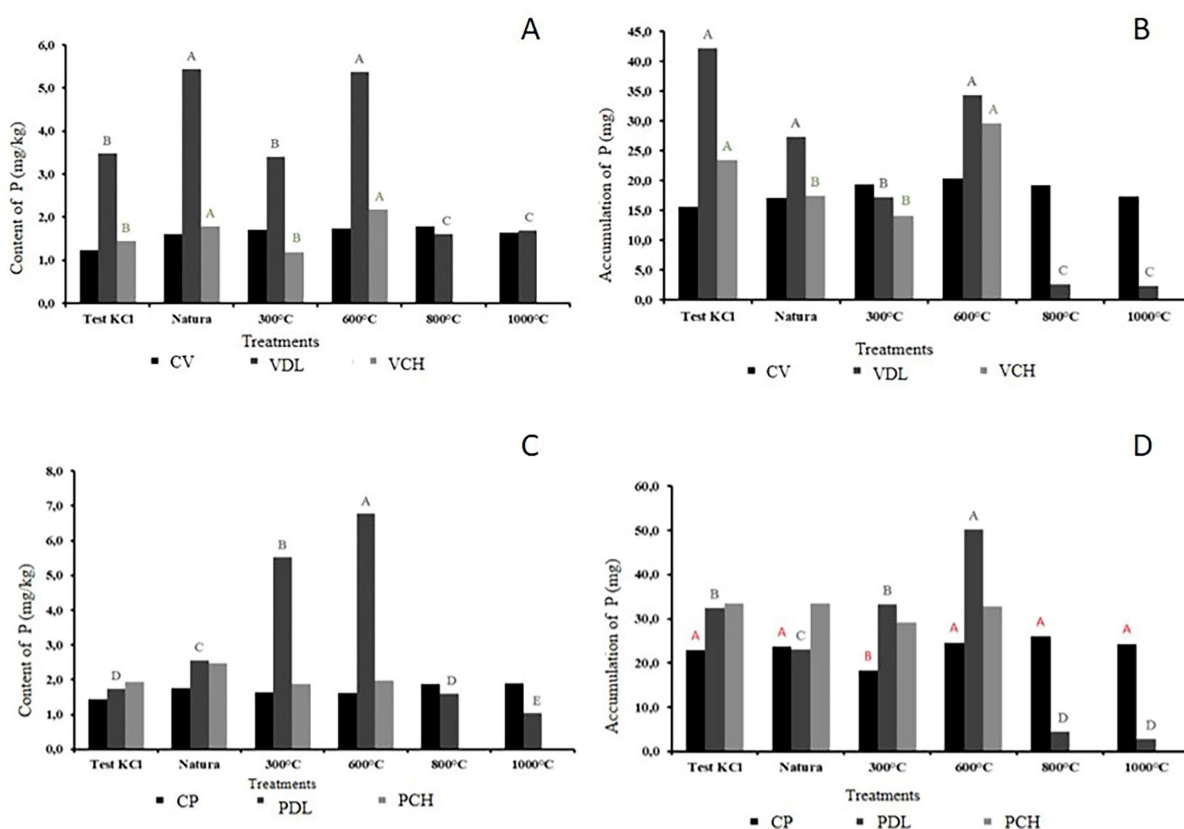 A
Content of P (mg/kg)
6,0
5,0
4,0
3,0
2,0
1,0
0,0
B
B
A
A
B
B
A
A
C
C
Test KCl Natura 300°C 600°C 800°C 1000°C
Treatments
CV VDL VCH
B
Accumulation of P (mg)
45,0
40,0
35,0
30,0
25,0
20,0
15,0
10,0
5,0
0,0
A
A
A
B
B
B
A
A
C
C
Test KCl Natura 300°C 600°C 800°C 1000°C
Treatments
CV VDL VCH
C
Content of P (mg/kg)
8,0
7,0
6,0
5,0
4,0
3,0
2,0
1,0
0,0
D
C
B
A
D
E
Test KCl Natura 300°C 600°C 800°C 1000°C
Treatments
CP PDL PCH
D
Accumulation of P (mg)
60,0
50,0
40,0
30,0
20,0
10,0
0,0
A
B
A
C
B
B
A
A
A
D
A
D
Test KCl Natura 300°C 600°C 800°C 1000°C
Treatments
CP PDL PCH